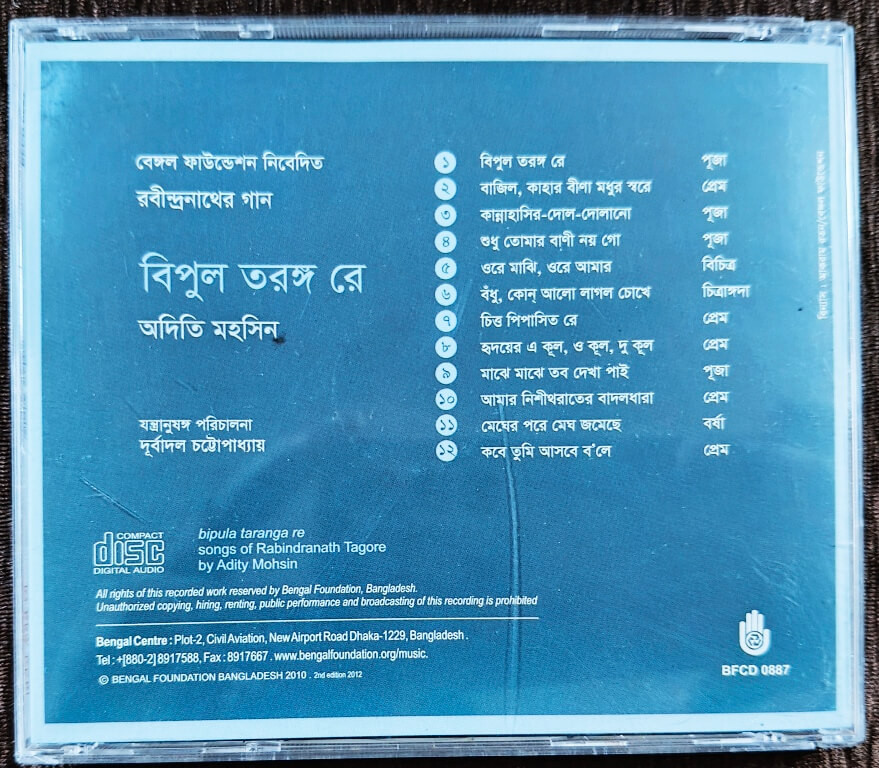 বেঙ্গল ফাউন্ডেশন নিবেদিত
রবীন্দ্রনাথের গান
বিপুল তরঙ্গ রে
অদিতি মহসিন
যন্ত্রানুষঙ্গ পরিচালনা
দূর্বাদল চট্টোপাধ্যায়
১ বিপুল তরঙ্গ রে পূজা
২ বাজিল, কাহার বীণা মধুর স্বরে প্রেম
৩ কান্নাহাসির-দোল-দোলানো পূজা
৪ শুধু তোমার বাণী নয় গো পূজা
৫ ওরে মাঝি, ওরে আমার বিচিত্র
৬ বঁধু, কোন্ আলো লাগল চোখে চিত্রাঙ্গদা
৭ চিত্ত পিপাসিত রে প্রেম
৮ হৃদয়ের এ কূল, ও কূল, দু কূল প্রেম
৯ মাঝে মাঝে তব দেখা পাই পূজা
১০ আমার নিশীথরাতের বাদলধারা প্রেম
১১ মেঘের পরে মেঘ জমেছে বর্ষা
১২ কবে তুমি আসবে ব'লে প্রেম
COMPACT
disc
DIGITAL AUDIO
bipula taranga re
songs of Rabindranath Tagore
by Adity Mohsin
All rights of this recorded work reserved by Bengal Foundation, Bangladesh.
Unauthorized copying, hiring, renting, public performance and broadcasting of this recording is prohibited
Bengal Centre : Plot-2, Civil Aviation, New Airport Road Dhaka-1229, Bangladesh .
Tel : +[880-2] 8917588, Fax : 8917667 . www.bengalfoundation.org/music.
© BENGAL FOUNDATION BANGLADESH 2010 . 2nd edition 2012
BFCD 0887